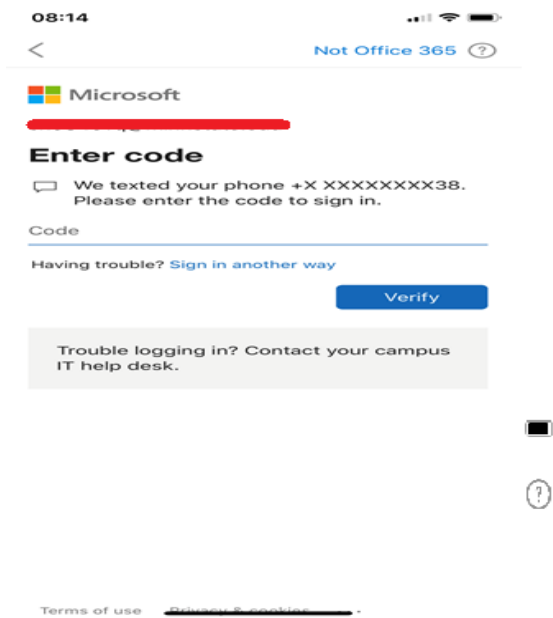 08:14
Not Office 365 ?
Microsoft
Enter code
We texted your phone +X XXXXXXXX38.
Please enter the code to sign in.
Code
Having trouble? Sign in another way
Verify
Trouble logging in? Contact your campus
IT help desk.
?
Terms of use Privacy & cookies